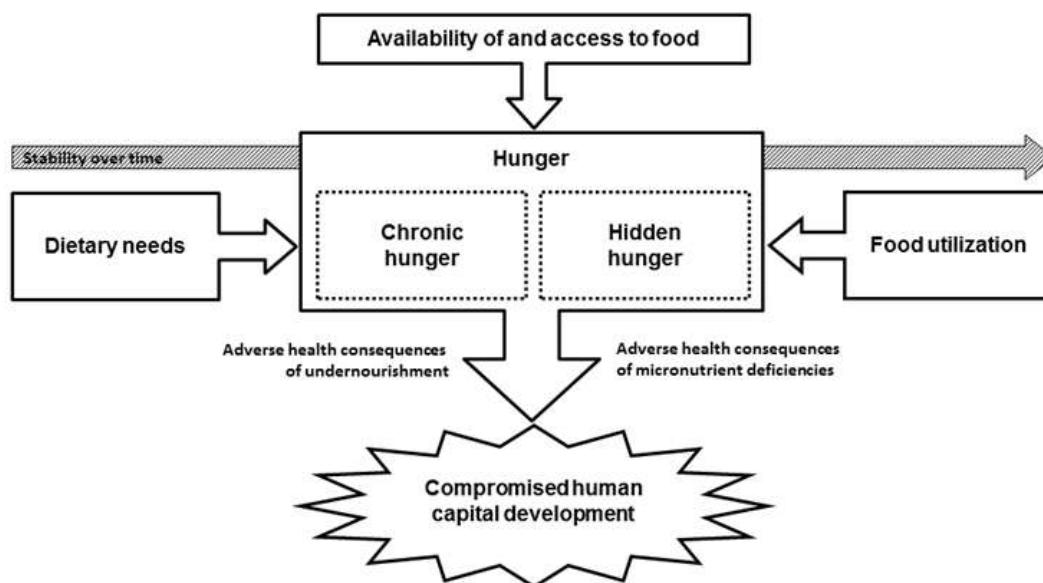 Availability of and access to food
Stability over time
Hunger
Dietary needs
Chronic
hunger
Hidden
hunger
Food utilization
Adverse health consequences
of undernourishment
Adverse health consequences
of micronutrient deficiencies
Compromised human
capital development